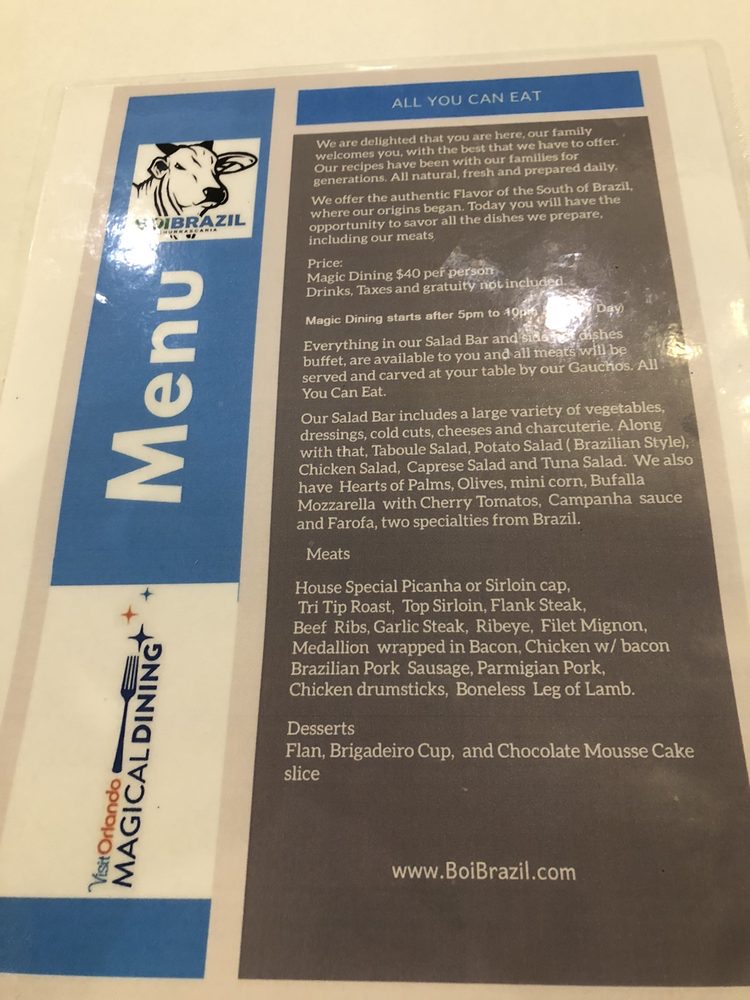 ALL YOU CAN EAT
We are delighted that you are here, our family
welcomes you, with the best that we have to offer.
Our recipes have been with our families for
generations. All natural, fresh and prepared daily.
We offer the authentic Flavor of the South of Brazil,
where our origins began. Today you will have the
opportunity to savor all the dishes we prepare,
including our meats
Price:
Magic Dining $40 per person
Drinks, Taxes and gratuity not included
Magic Dining starts after 5pm to 10pm Day)
Everything in our Salad Bar and dishes
buffet, are available to you and all meats will be
served and carved at your table by our Gauchos. All
You Can Eat.
Our Salad Bar includes a large variety of vegetables,
dressings, cold cuts, cheeses and charcuterie. Along
with that, Taboule Salad, Potato Salad ( Brazilian Style),
Chicken Salad, Caprese Salad and Tuna Salad. We also
have Hearts of Palms, Olives, mini corn, Bufalla
Mozzarella with Cherry Tomatos, Campanha sauce
and Farofa, two specialties from Brazil.
Meats
House Special Picanha or Sirloin cap,
Tri Tip Roast, Top Sirloin, Flank Steak,
Beef Ribs, Garlic Steak, Ribeye, Filet Mignon,
Medallion wrapped in Bacon, Chicken w/ bacon
Brazilian Pork Sausage, Parmigian Pork,
Chicken drumsticks, Boneless Leg of Lamb.
Desserts
Flan, Brigadeiro Cup, and Chocolate Mousse Cake
slice
www.BoiBrazil.com
BOIBRAZIL
CHURRASCARIA
Menu
VisitOrlando
MAGICAL DINING